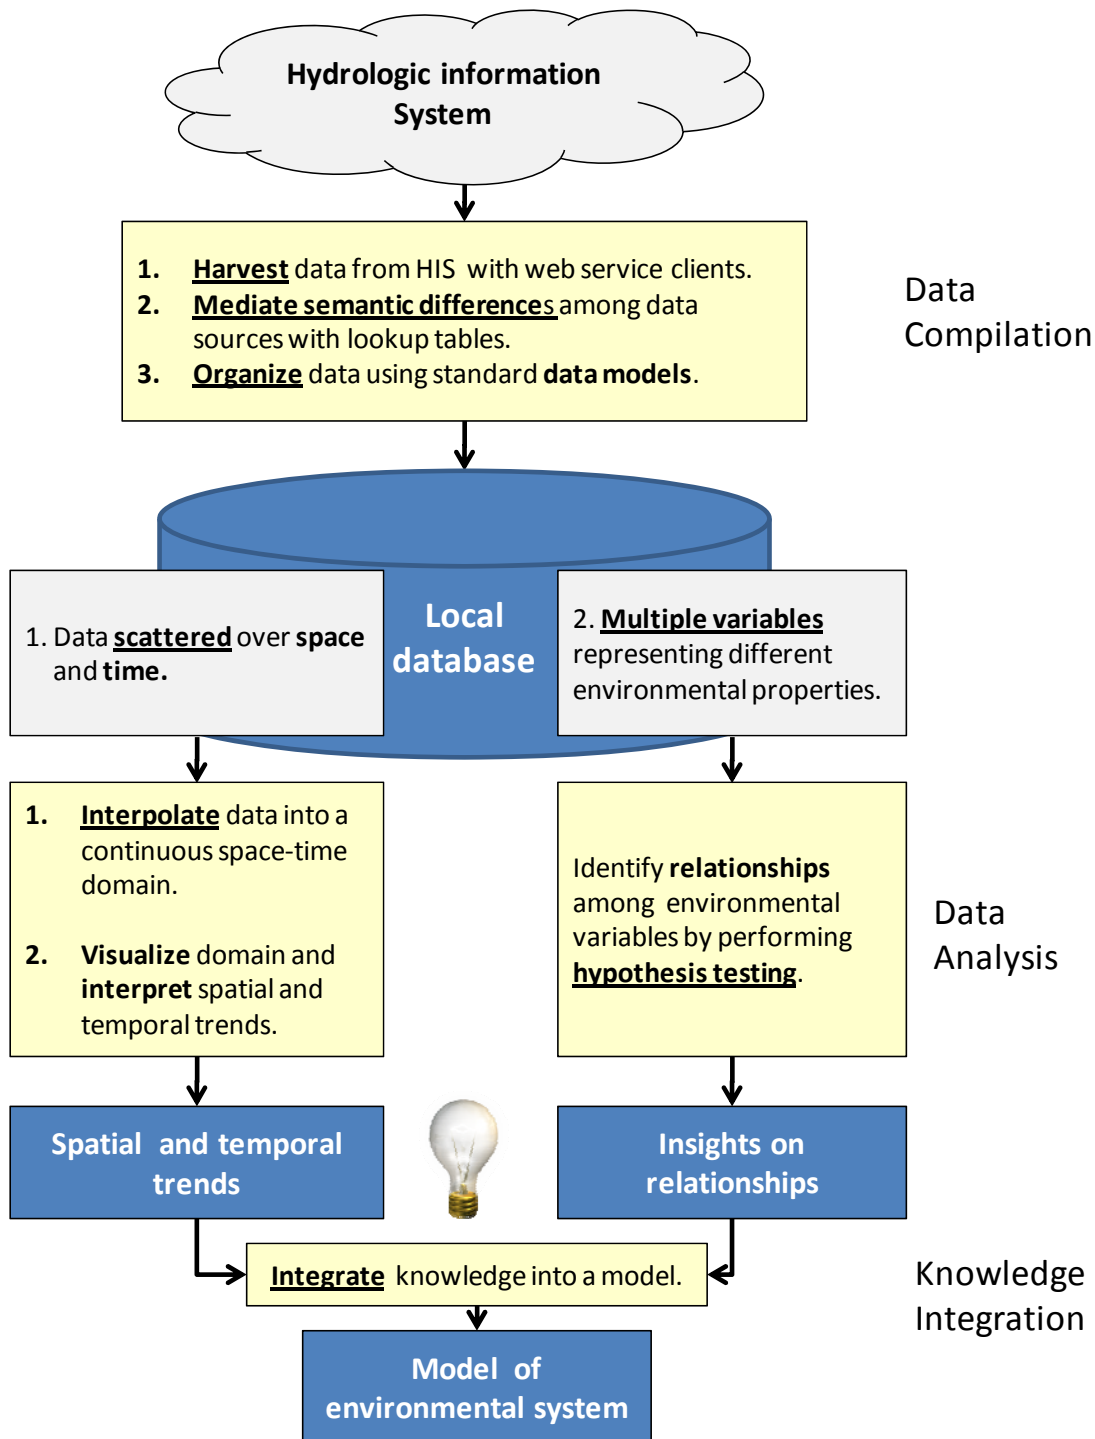 Hydrologic information
System
1. Harvest data from HIS with web service clients.
2. Mediate semantic differences among data
sources with lookup tables.
3. Organize data using standard data models.
Data
Compilation
Local
database
1. Data scattered over space
and time.
2. Multiple variables
representing different
environmental properties.
1. Interpolate data into a
continuous space-time
domain.
2. Visualize domain and
interpret spatial and
temporal trends.
Identify relationships
among environmental
variables by performing
hypothesis testing.
Data
Analysis
Spatial and temporal
trends
Insights on
relationships
Integrate knowledge into a model.
Knowledge
Integration
Model of
environmental system